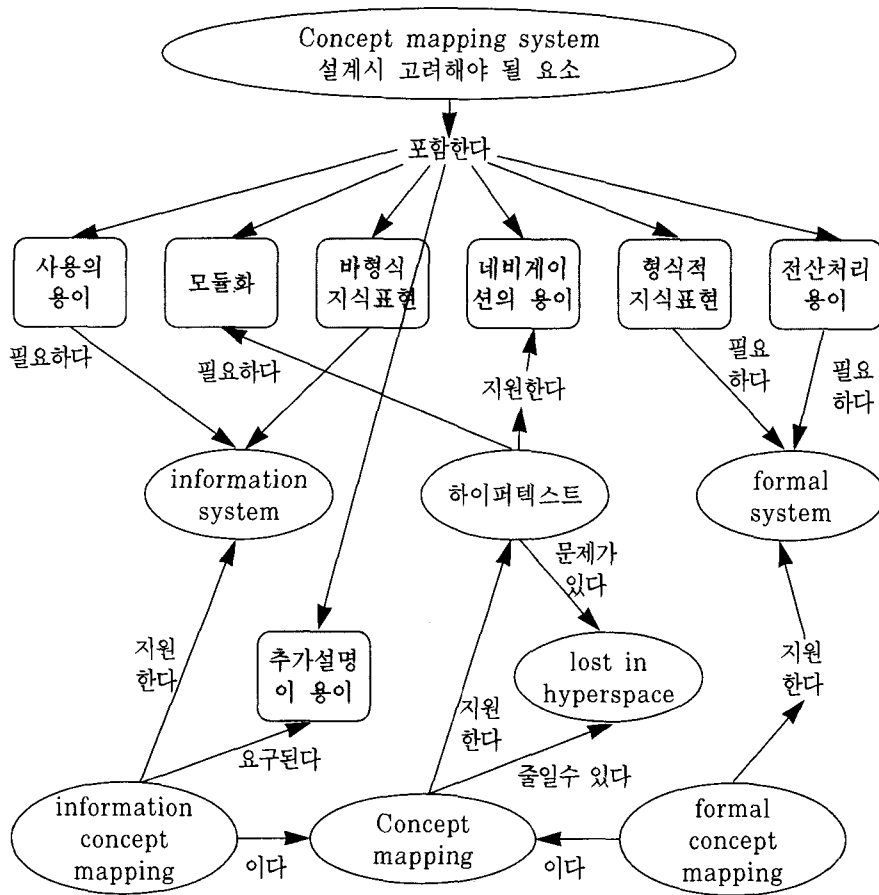 Concept mapping system
설계시 고려해야 될 요소
포함한다
사용의
용이
모듈화
바형식
지식표현
네비게이
션의 용이
형식적
지식표현
전산처리
용이
필요하다
필요하다
지원한다
필요
하다
필요
하다
information
system
하이퍼텍스트
formal
system
문제가
있다
지원
한다
추가설명
이 용이
lost in
hyperspace
지원
한다
지원
한다
요구된다
줄일수 있다
information
concept
mapping
Concept
mapping
formal
concept
mapping
이다
이다